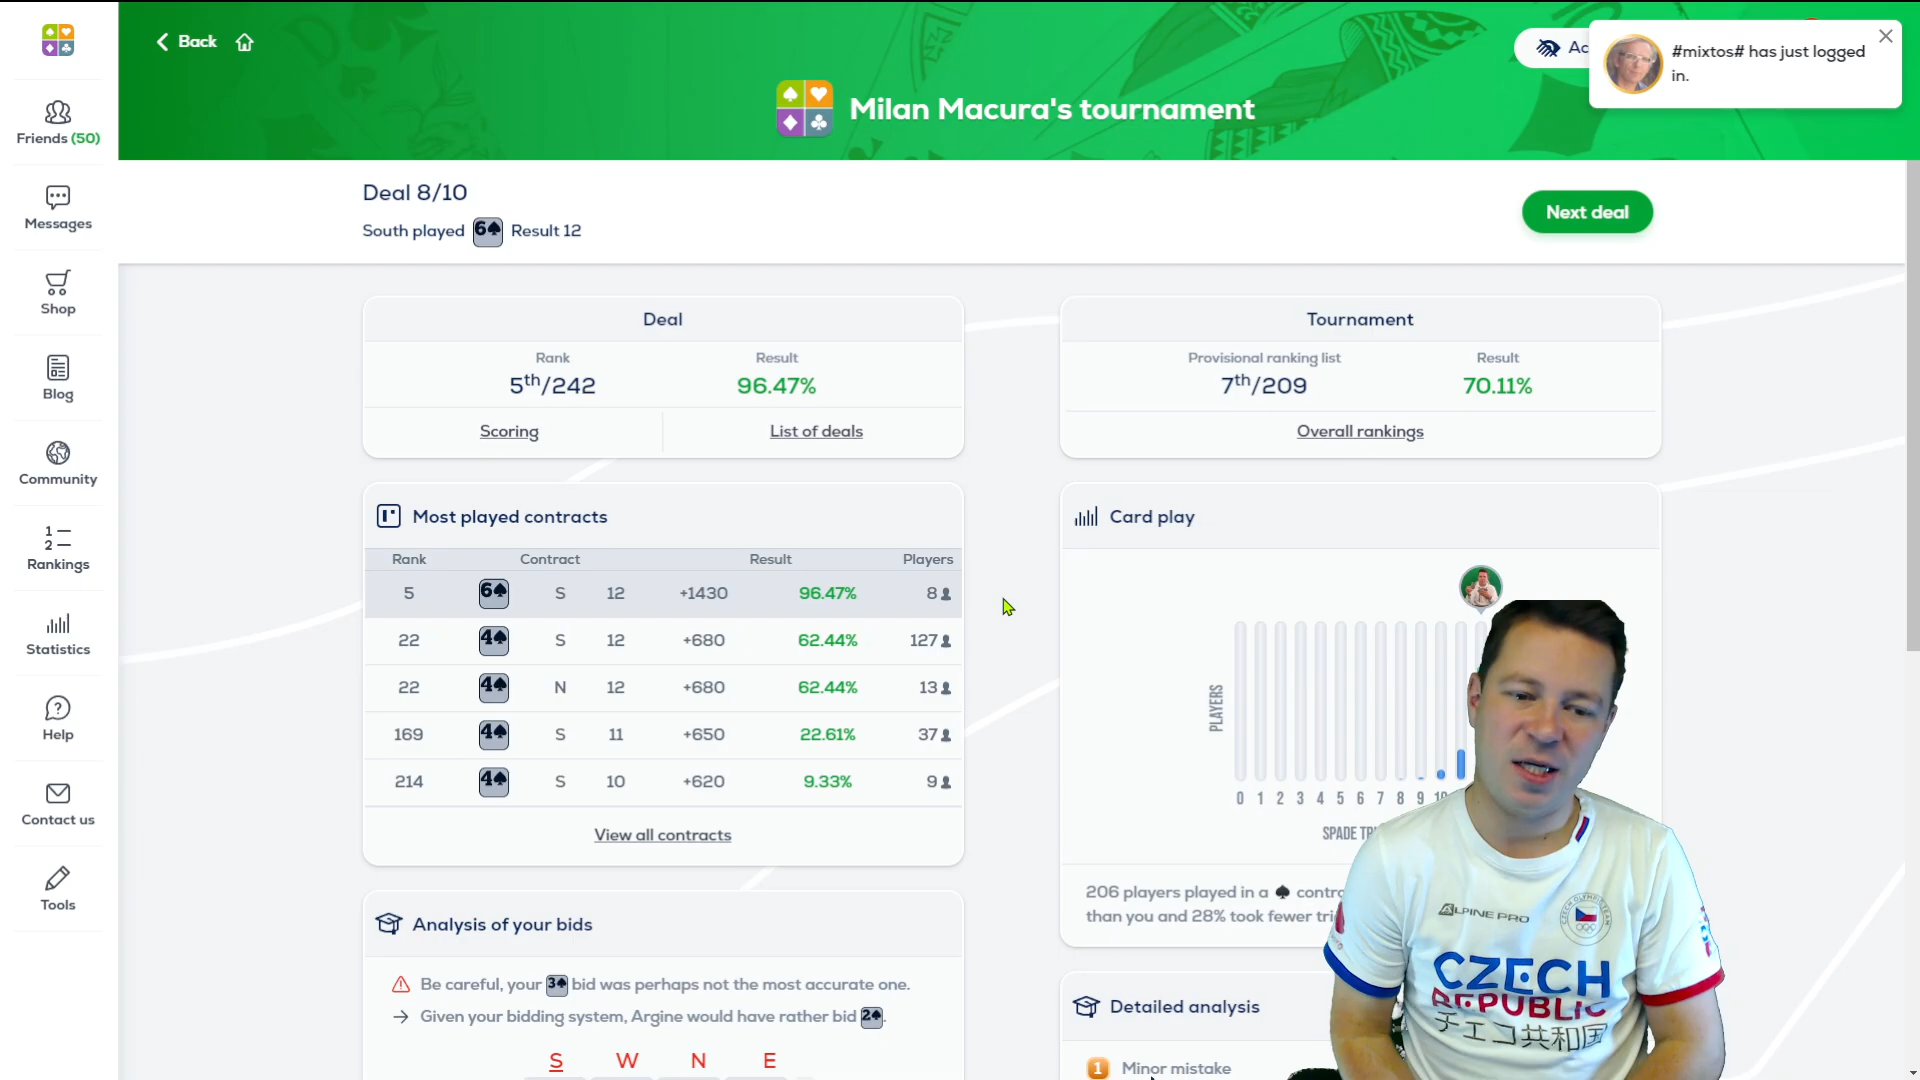 Back
Ac
#mixtos# has just logged in.
Friends (50)
Messages
Shop
Blog
Community
Rankings
Statistics
Help
Contact us
Tools
Milan Macura's tournament
Deal 8/10
South played 6♠ Result 12
Next deal
Deal
Rank Result
5th/242 96.47%
Scoring List of deals
Tournament
Provisional ranking list Result
7th/209 70.11%
Overall rankings
Most played contracts
Rank Contract Result Players
5 6♠ S 12 +1430 96.47% 8
22 4♠ S 12 +680 62.44% 127
22 4♠ N 12 +680 62.44% 13
169 4♠ S 11 +650 22.61% 37
214 4♠ S 10 +620 9.33% 9
View all contracts
Card play
PLAYERS
0 1 2 3 4 5 6 7 8 9 10
SPADE
206 players played in a ♠
than you and 28% took fewer
Analysis of your bids
Be careful, your 3♠ bid was perhaps not the most accurate one.
Given your bidding system, Argine would have rather bid 2♠.
S W N E
Detailed analysis
1 Minor mistake
ALPINE PRO
CZECH
REPUBLIC
チェコ共和国